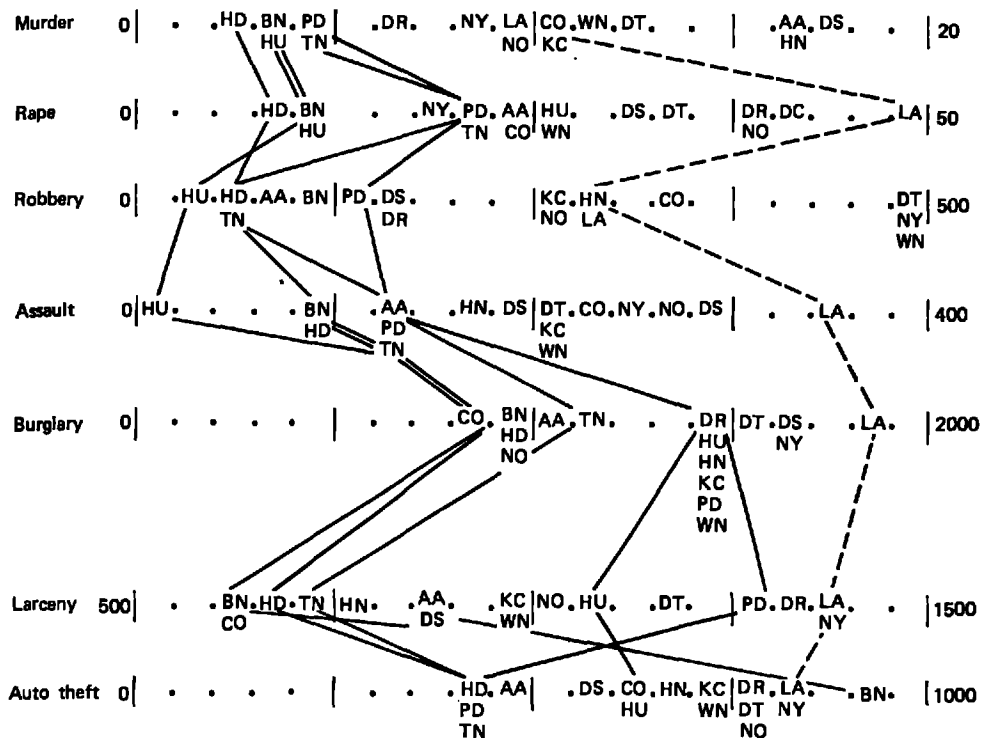 Murder 0 HD. BN. PD .DR. NY. LA CO. WN. DT. AA. DS. 20
HU TN NO KC HN
Rape 0 HD. BN NY. PD. AA HU. DS. DT. DR. DC. LA 50
HU TN CO WN NO
Robbery 0 .HU. HD. AA. BN PD. DS. KC. HN. .CO. DT 500
TN DR NO LA NY
WN
Assault 0 HU. BN AA. .HN. DS DT. CO. NY. NO. DS LA. 400
HD PD KC
TN WN
Burglary 0 CO. BN AA. TN. DR DT. DS. .LA. 2000
HD HU NY
NO HN
KC
PD
WN
Larceny 500 BN. HD. TN HN. AA. KC NO. HU. .DT. PD. DR. LA. 1500
CO DS WN NY
Auto theft 0 HD. AA .DS. CO. HN. KC DR. LA. .BN. 1000
PD HU WN DT NY
TN NO